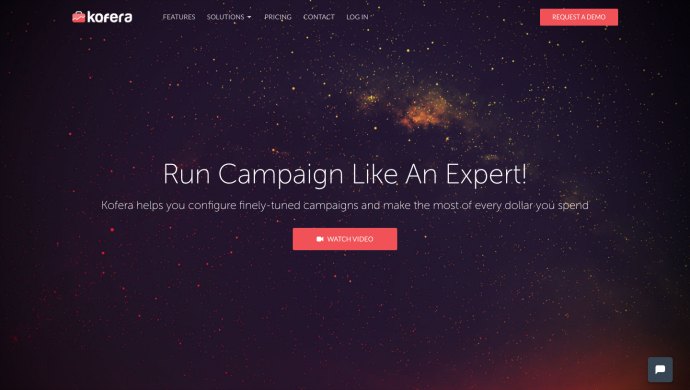 kofera
FEATURES SOLUTIONS PRICING CONTACT LOG IN
REQUEST A DEMO
Run Campaign Like An Expert!
Kofera helps you configure finely-tuned campaigns and make the most of every dollar you spend
WATCH VIDEO